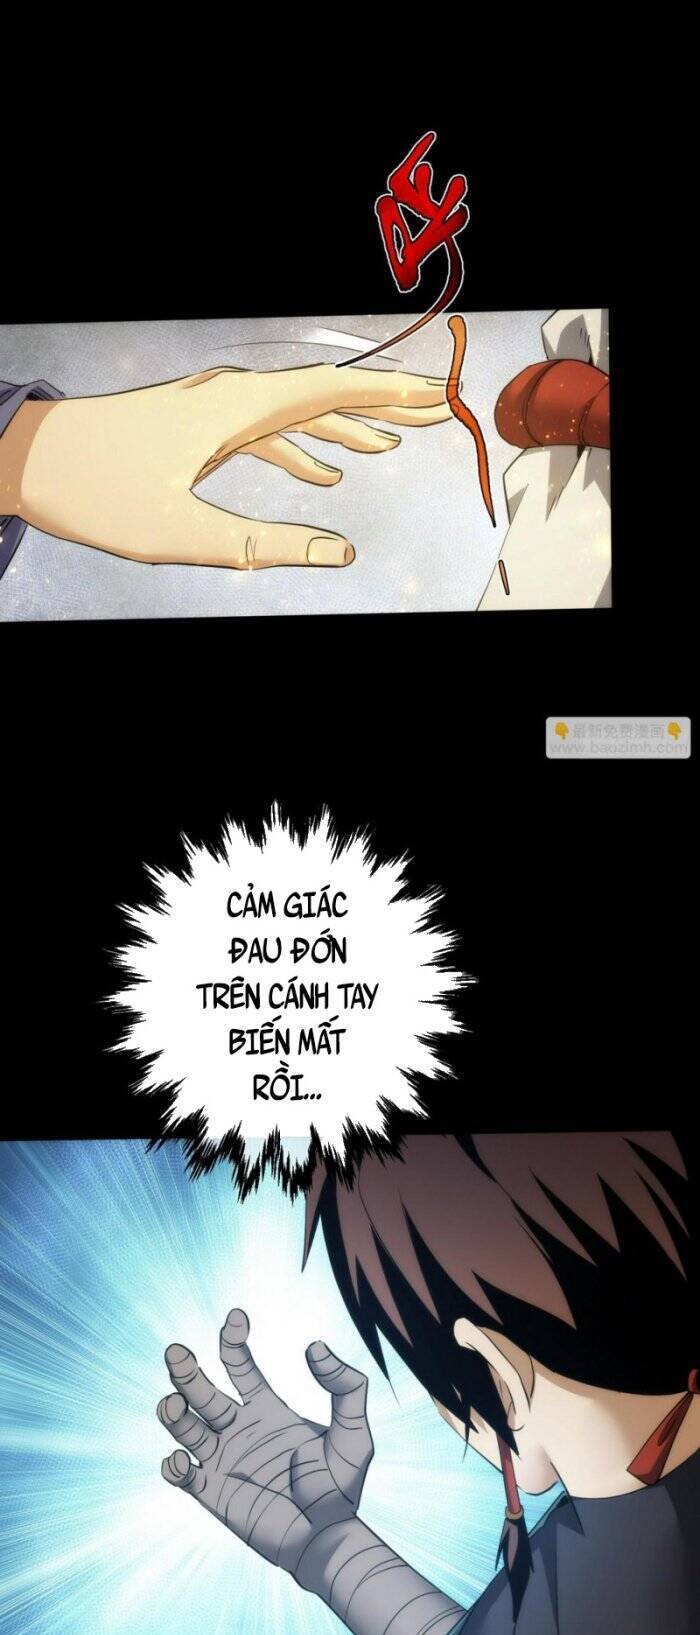 呼
最新免费漫画
www.baozimh.com
CẢM GIÁC
ĐAU ĐỚN
TRÊN CÁNH TAY
BIẾN MẤT
RỒI...